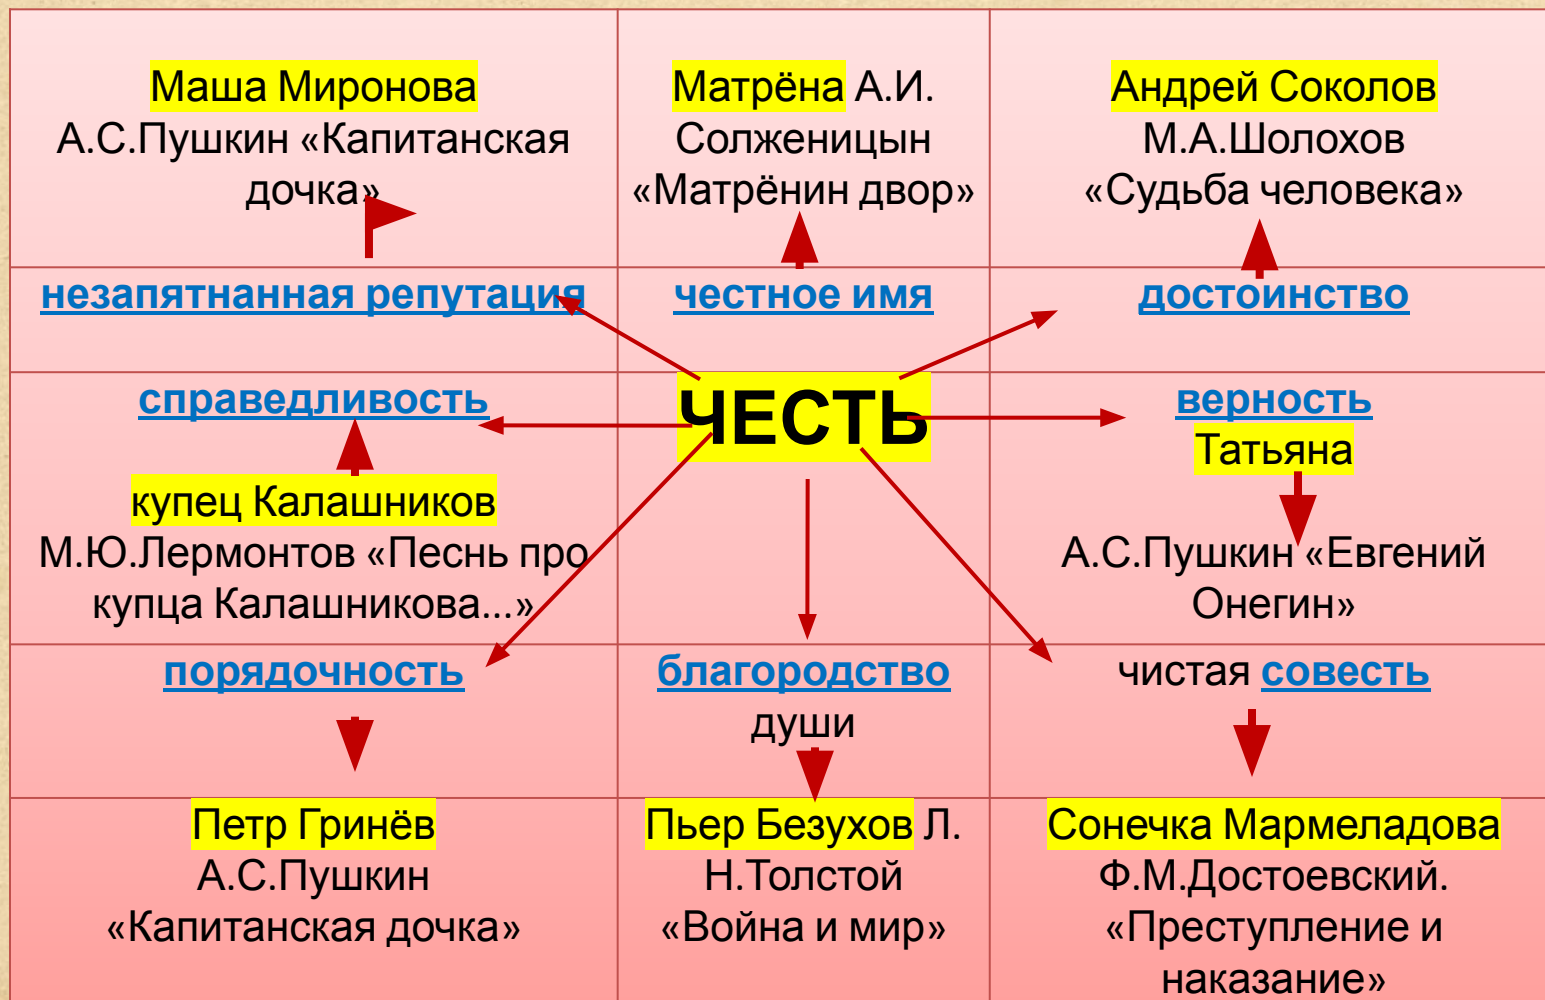 Маша Миронова
А.С.Пушкин «Капитанская
дочка»
Матрёна А.И.
Солженицын
«Матрёнин двор»
Андрей Соколов
М.А.Шолохов
«Судьба человека»
незапятнанная репутация
честное имя
достоинство
справедливость
купец Калашников
М.Ю.Лермонтов «Песнь про
купца Калашникова...»
ЧЕСТЬ
верность
Татьяна
А.С.Пушкин «Евгений
Онегин»
порядочность
благородство
души
чистая совесть
Петр Гринёв
А.С.Пушкин
«Капитанская дочка»
Пьер Безухов Л.
Н.Толстой
«Война и мир»
Сонечка Мармеладова
Ф.М.Достоевский.
«Преступление и
наказание»